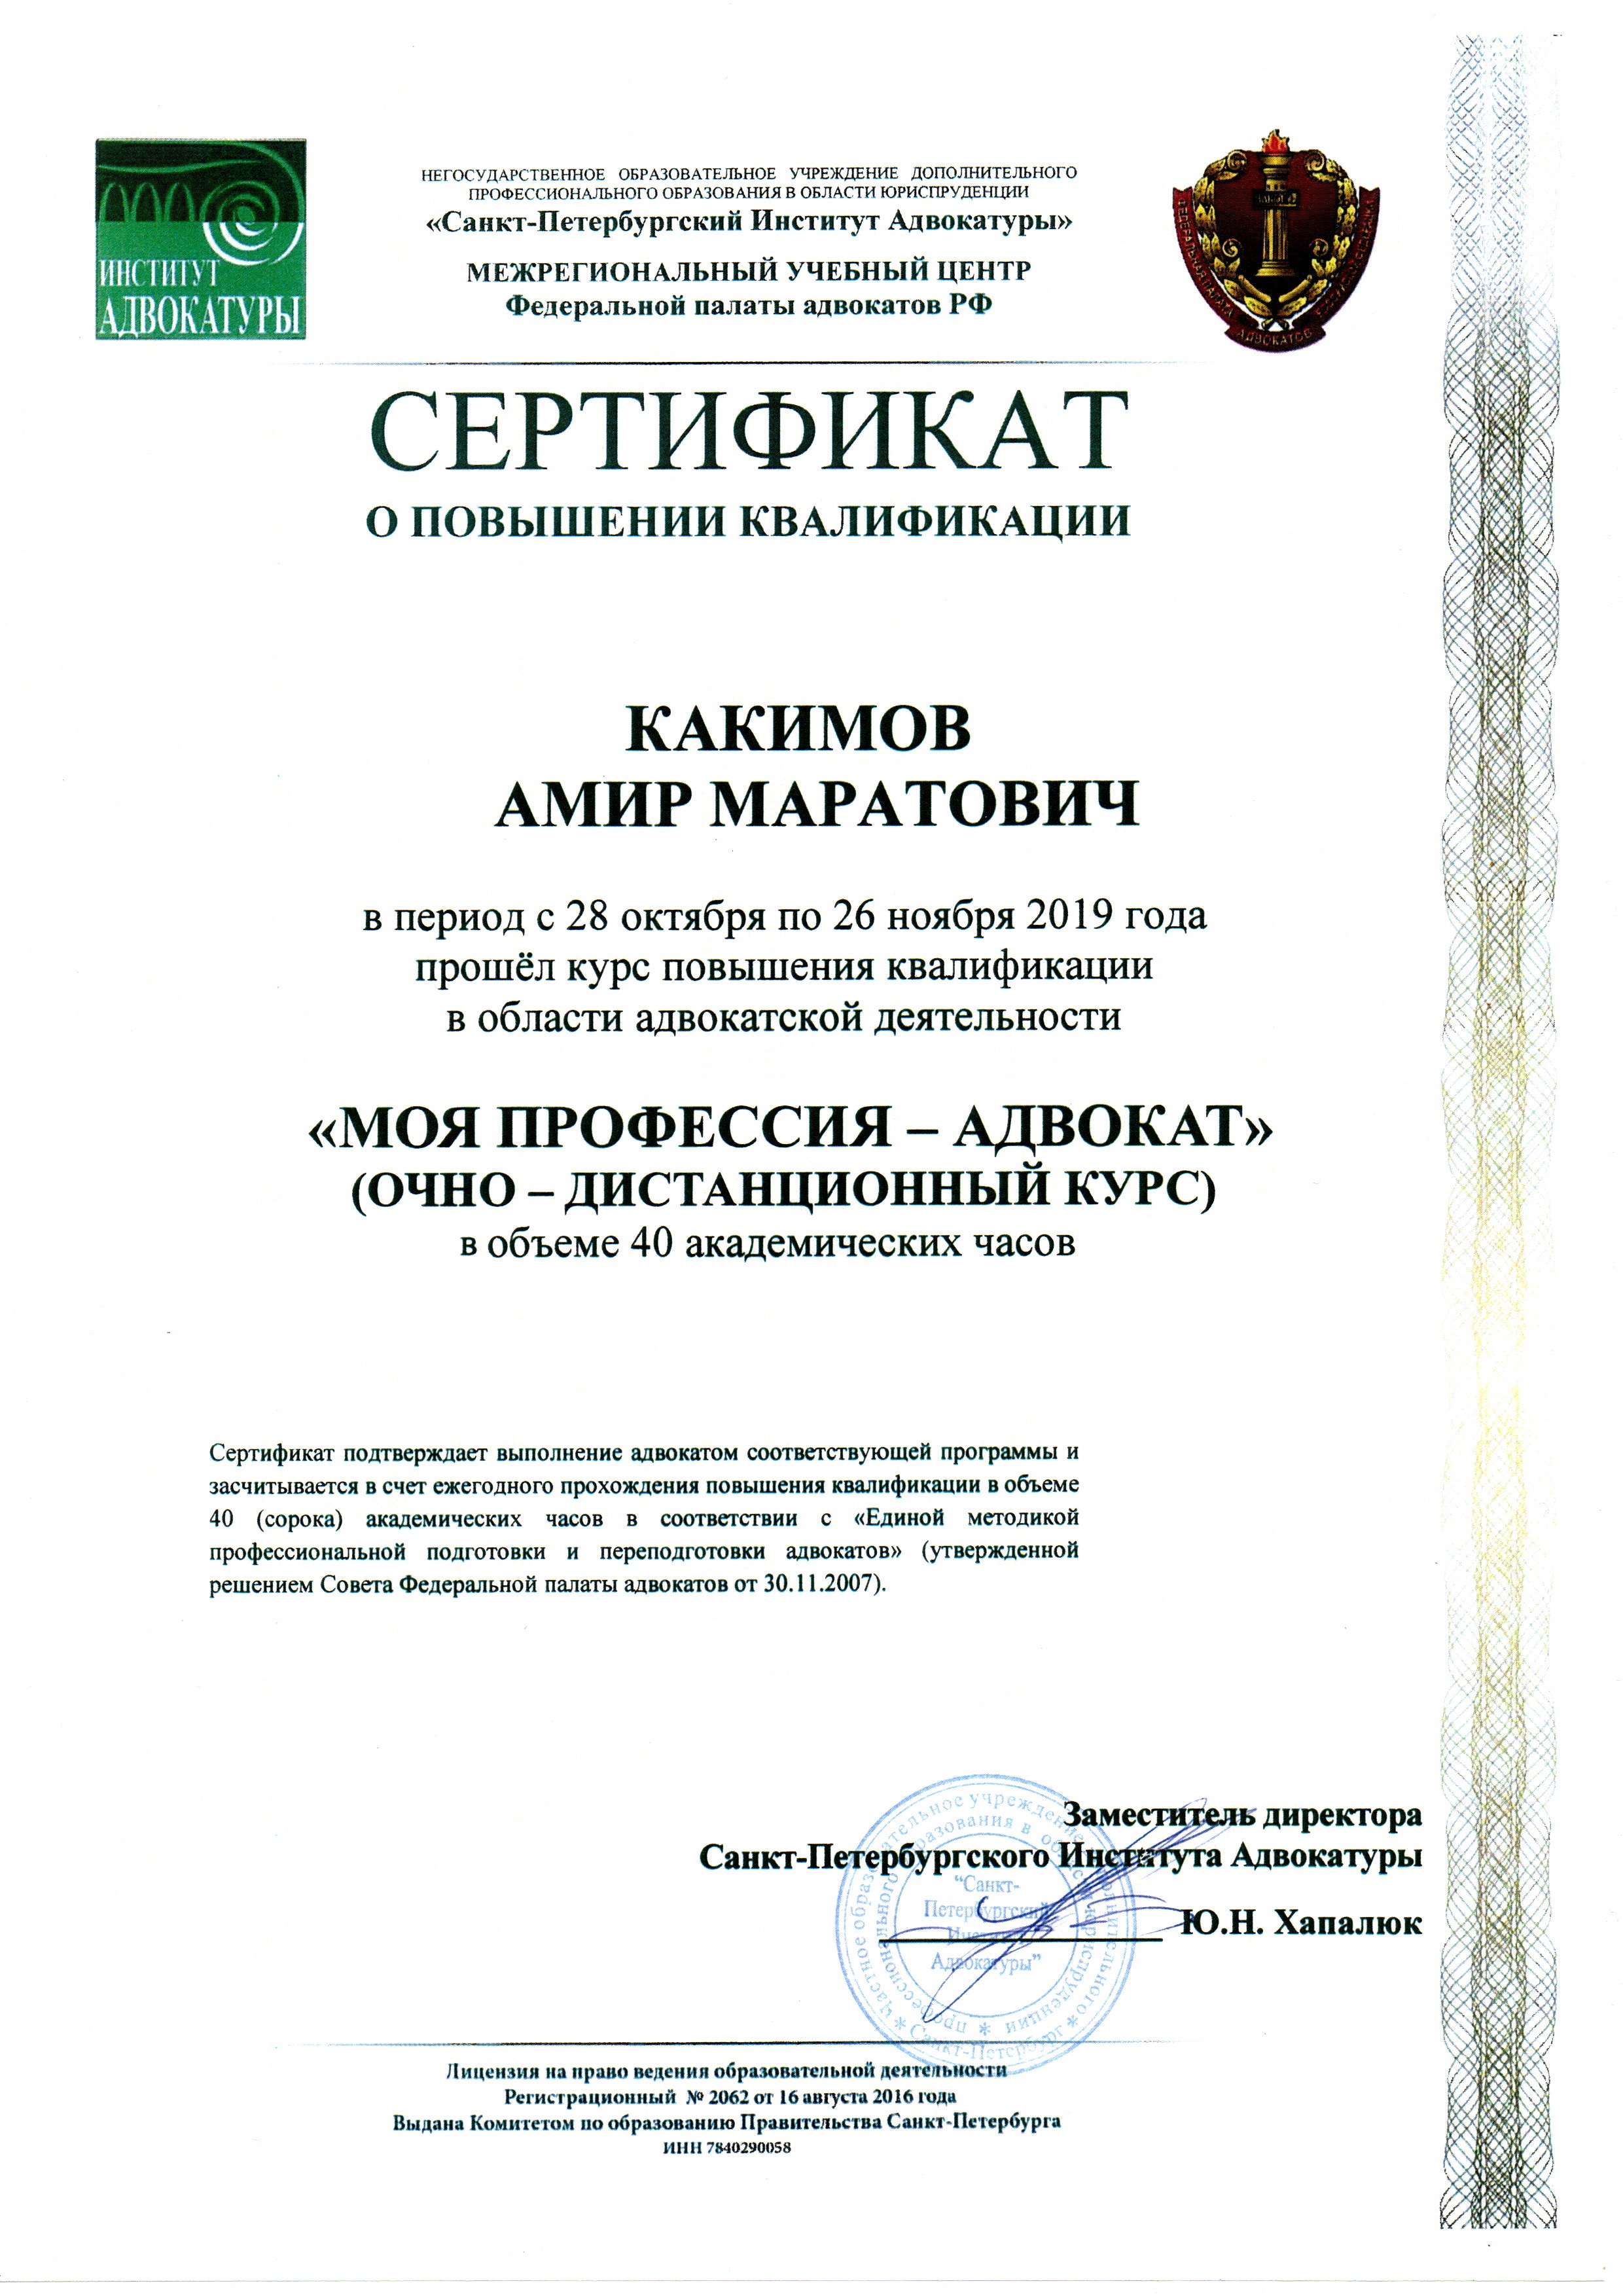 ИНСТИТУТ
АДВОКАТУРЫ
НЕГОСУДАРСТВЕННОЕ ОБРАЗОВАТЕЛЬНОЕ УЧРЕЖДЕНИЕ ДОПОЛНИТЕЛЬНОГО
ПРОФЕССИОНАЛЬНОГО ОБРАЗОВАНИЯ В ОБЛАСТИ ЮРИСПРУДЕНЦИИ
«Санкт-Петербургский Институт Адвокатуры»
МЕЖРЕГИОНАЛЬНЫЙ УЧЕБНЫЙ ЦЕНТР
Федеральной палаты адвокатов РФ
ФЕДЕРАЛЬНАЯ ПАЛАТА АДВОКАТОВ
СЕРТИФИКАТ
О ПОВЫШЕНИИ КВАЛИФИКАЦИИ
КАКИМОВ
АМИР МАРАТОВИЧ
в период с 28 октября по 26 ноября 2019 года
прошёл курс повышения квалификации
в области адвокатской деятельности
«МОЯ ПРОФЕССИЯ – АДВОКАТ»
(ОЧНО – ДИСТАНЦИОННЫЙ КУРС)
в объеме 40 академических часов
Сертификат подтверждает выполнение адвокатом соответствующей программы и
засчитывается в счет ежегодного прохождения повышения квалификации в объеме
40 (сорока) академических часов в соответствии с «Единой методикой
профессиональной подготовки и переподготовки адвокатов» (утвержденной
решением Совета Федеральной палаты адвокатов от 30.11.2007).
Заместитель директора
Санкт-Петербургского Института Адвокатуры
Ю.Н. Хапалюк
Частное образовательное учреждение дополнительного
профессионального образования в области юриспруденции
Санкт-Петербург
“Санкт-
Петербургский
Институт
Адвокатуры”
Лицензия на право ведения образовательной деятельности
Регистрационный № 2062 от 16 августа 2016 года
Выдана Комитетом по образованию Правительства Санкт-Петербурга
ИНН 7840290058